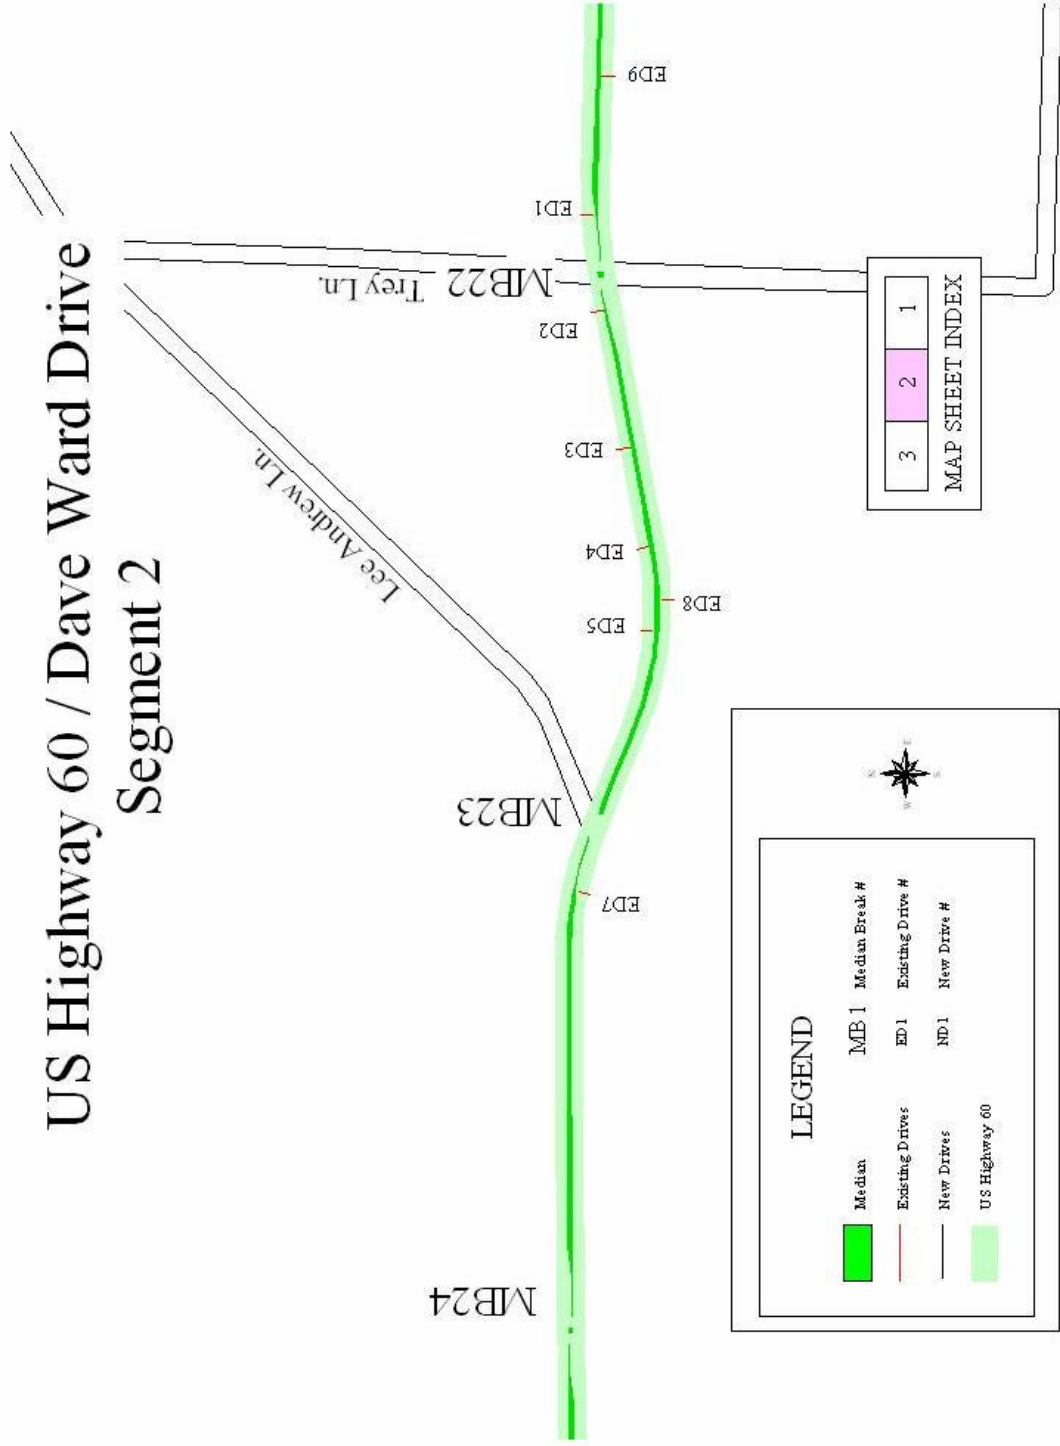 US Highway 60 / Dave Ward Drive
Segment 2
MB24
MB23
MB22
Lee Andrew Ln.
Trey Ln.
ED7
ED5
ED8
ED4
ED3
ED2
ED1
ED9
LEGEND
Median
MB 1 Median Break #
Existing Drives
ED 1 Existing Drive #
New Drives
ND 1 New Drive #
US Highway 60
N
W
E
S
3 2 1
MAP SHEET INDEX